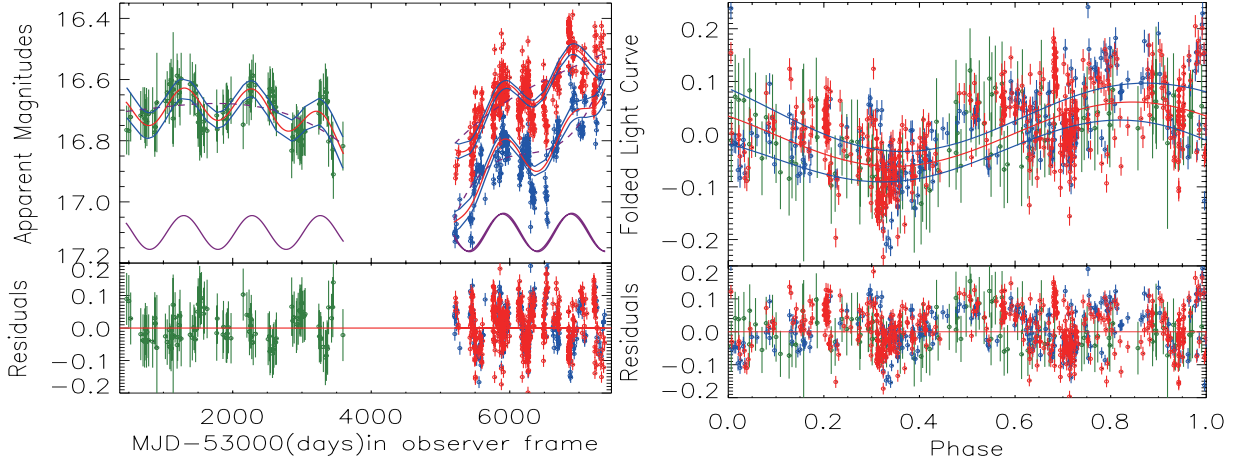 Apparent Magnitudes
16.4
16.6
16.8
17.0
17.2
Residuals
0.2
0.1
0.0
−0.1
−0.2
2000 4000 6000
MJD−53000(days)in observer frame
Folded Light Curve
0.2
0.1
0.0
−0.1
−0.2
Residuals
0.2
0.1
0.0
−0.1
−0.2
0.0 0.2 0.4 0.6 0.8 1.0
Phase